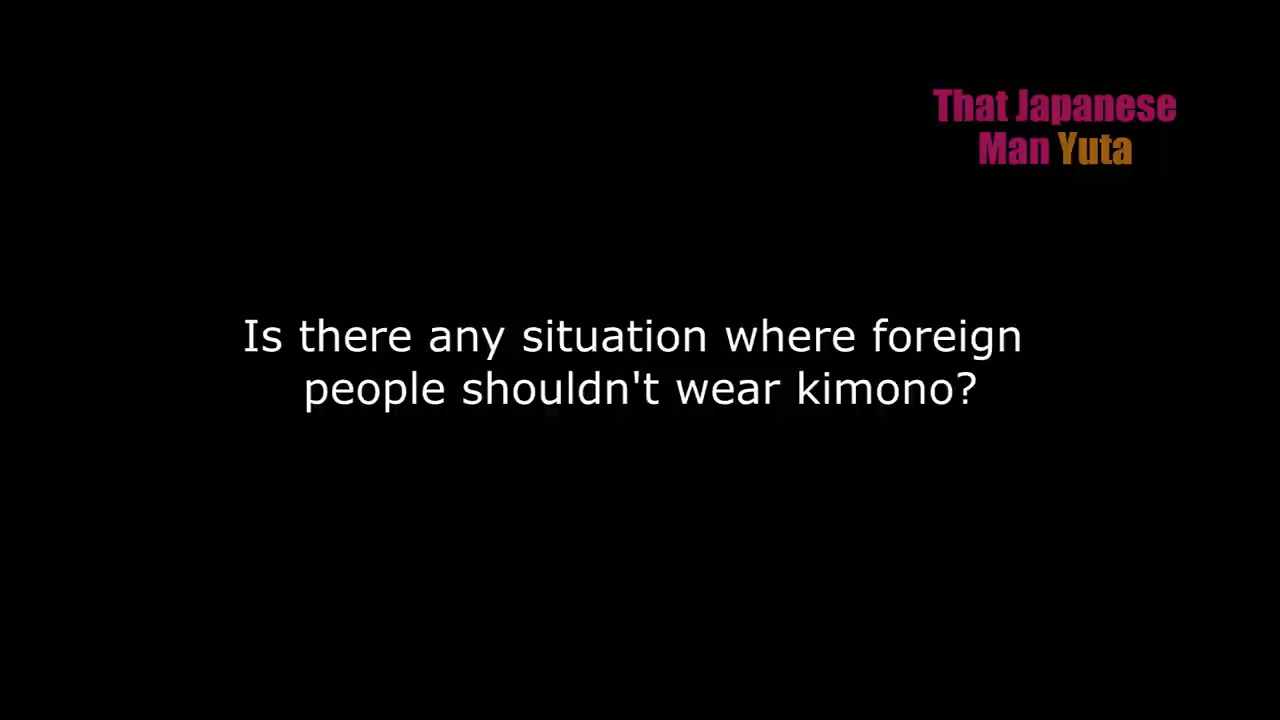 That Japanese
Man Yuta
Is there any situation where foreign
people shouldn't wear kimono?